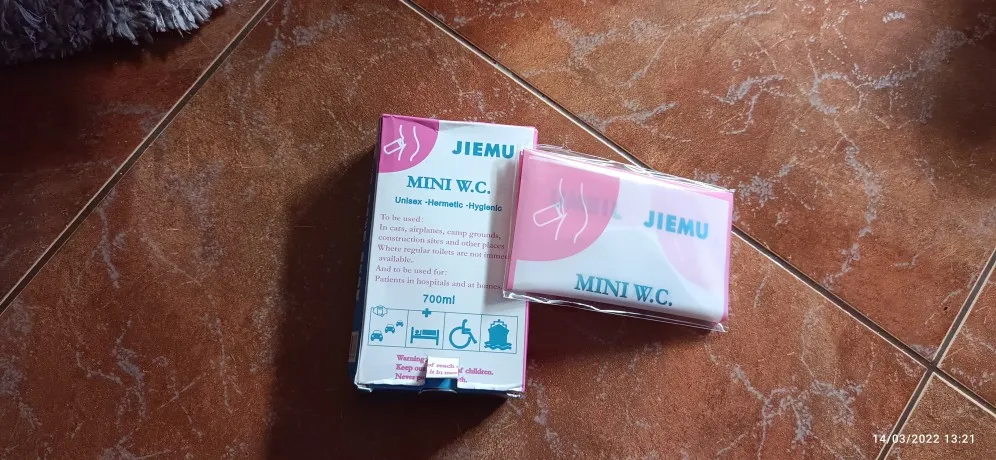 JIEMU
MINI W.C.
Unisex -Hermetic -Hygienic
To be used:
In cars, airplanes, camp grounds,
construction sites and other places
Where regular toilets are not
available.
And to be used for:
Patients in hospitals and at homes
700ml
Warning
Keep of children.
Never
of reach
JIEMU
MINI W.C.
14/03/2022 13:21